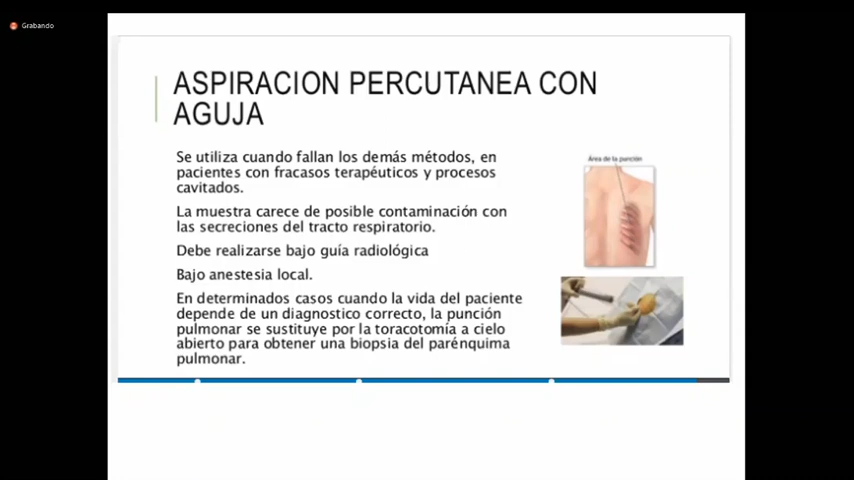 Grabando
ASPIRACION PERCUTANEA CON
AGUJA
Se utiliza cuando fallan los demás métodos, en
pacientes con fracasos terapéuticos y procesos
cavitados.
La muestra carece de posible contaminación con
las secreciones del tracto respiratorio.
Debe realizarse bajo guía radiológica
Bajo anestesia local.
En determinados casos cuando la vida del paciente
depende de un diagnostico correcto, la punción
pulmonar se sustituye por la toracotomía a cielo
abierto para obtener una biopsia del parénquima
pulmonar.
Área de la punción